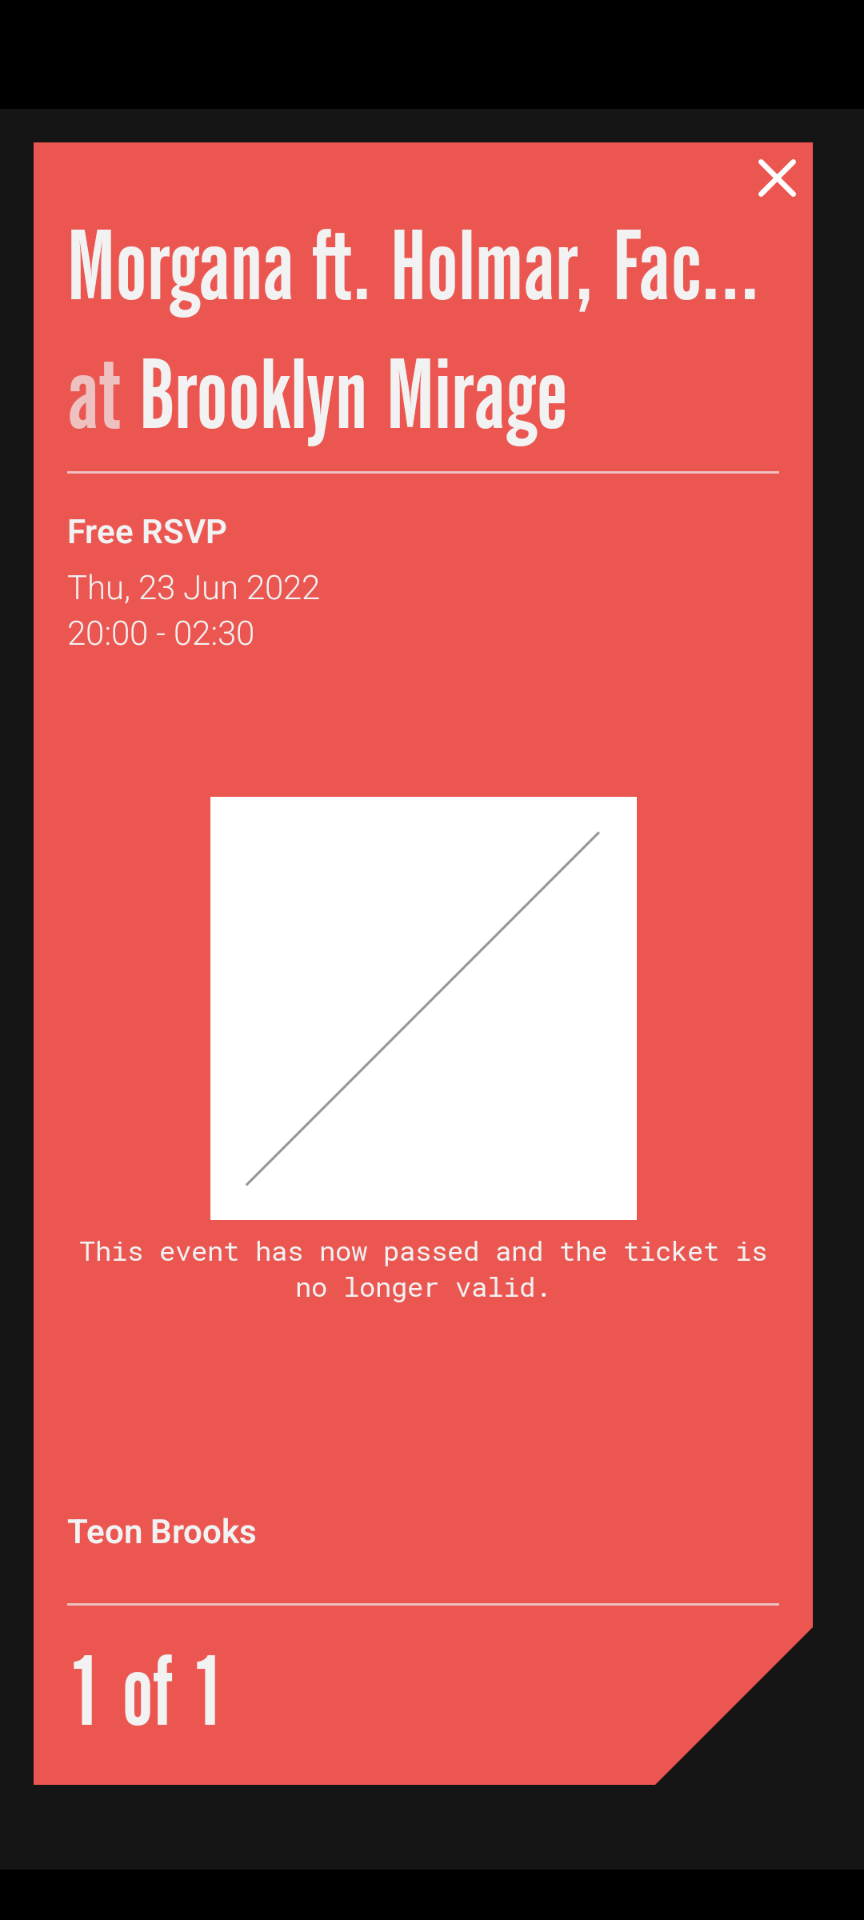 Morgana ft. Holmar, Fac...
at Brooklyn Mirage
Free RSVP
Thu, 23 Jun 2022
20:00 - 02:30
This event has now passed and the ticket is
no longer valid.
Teon Brooks
1 of 1